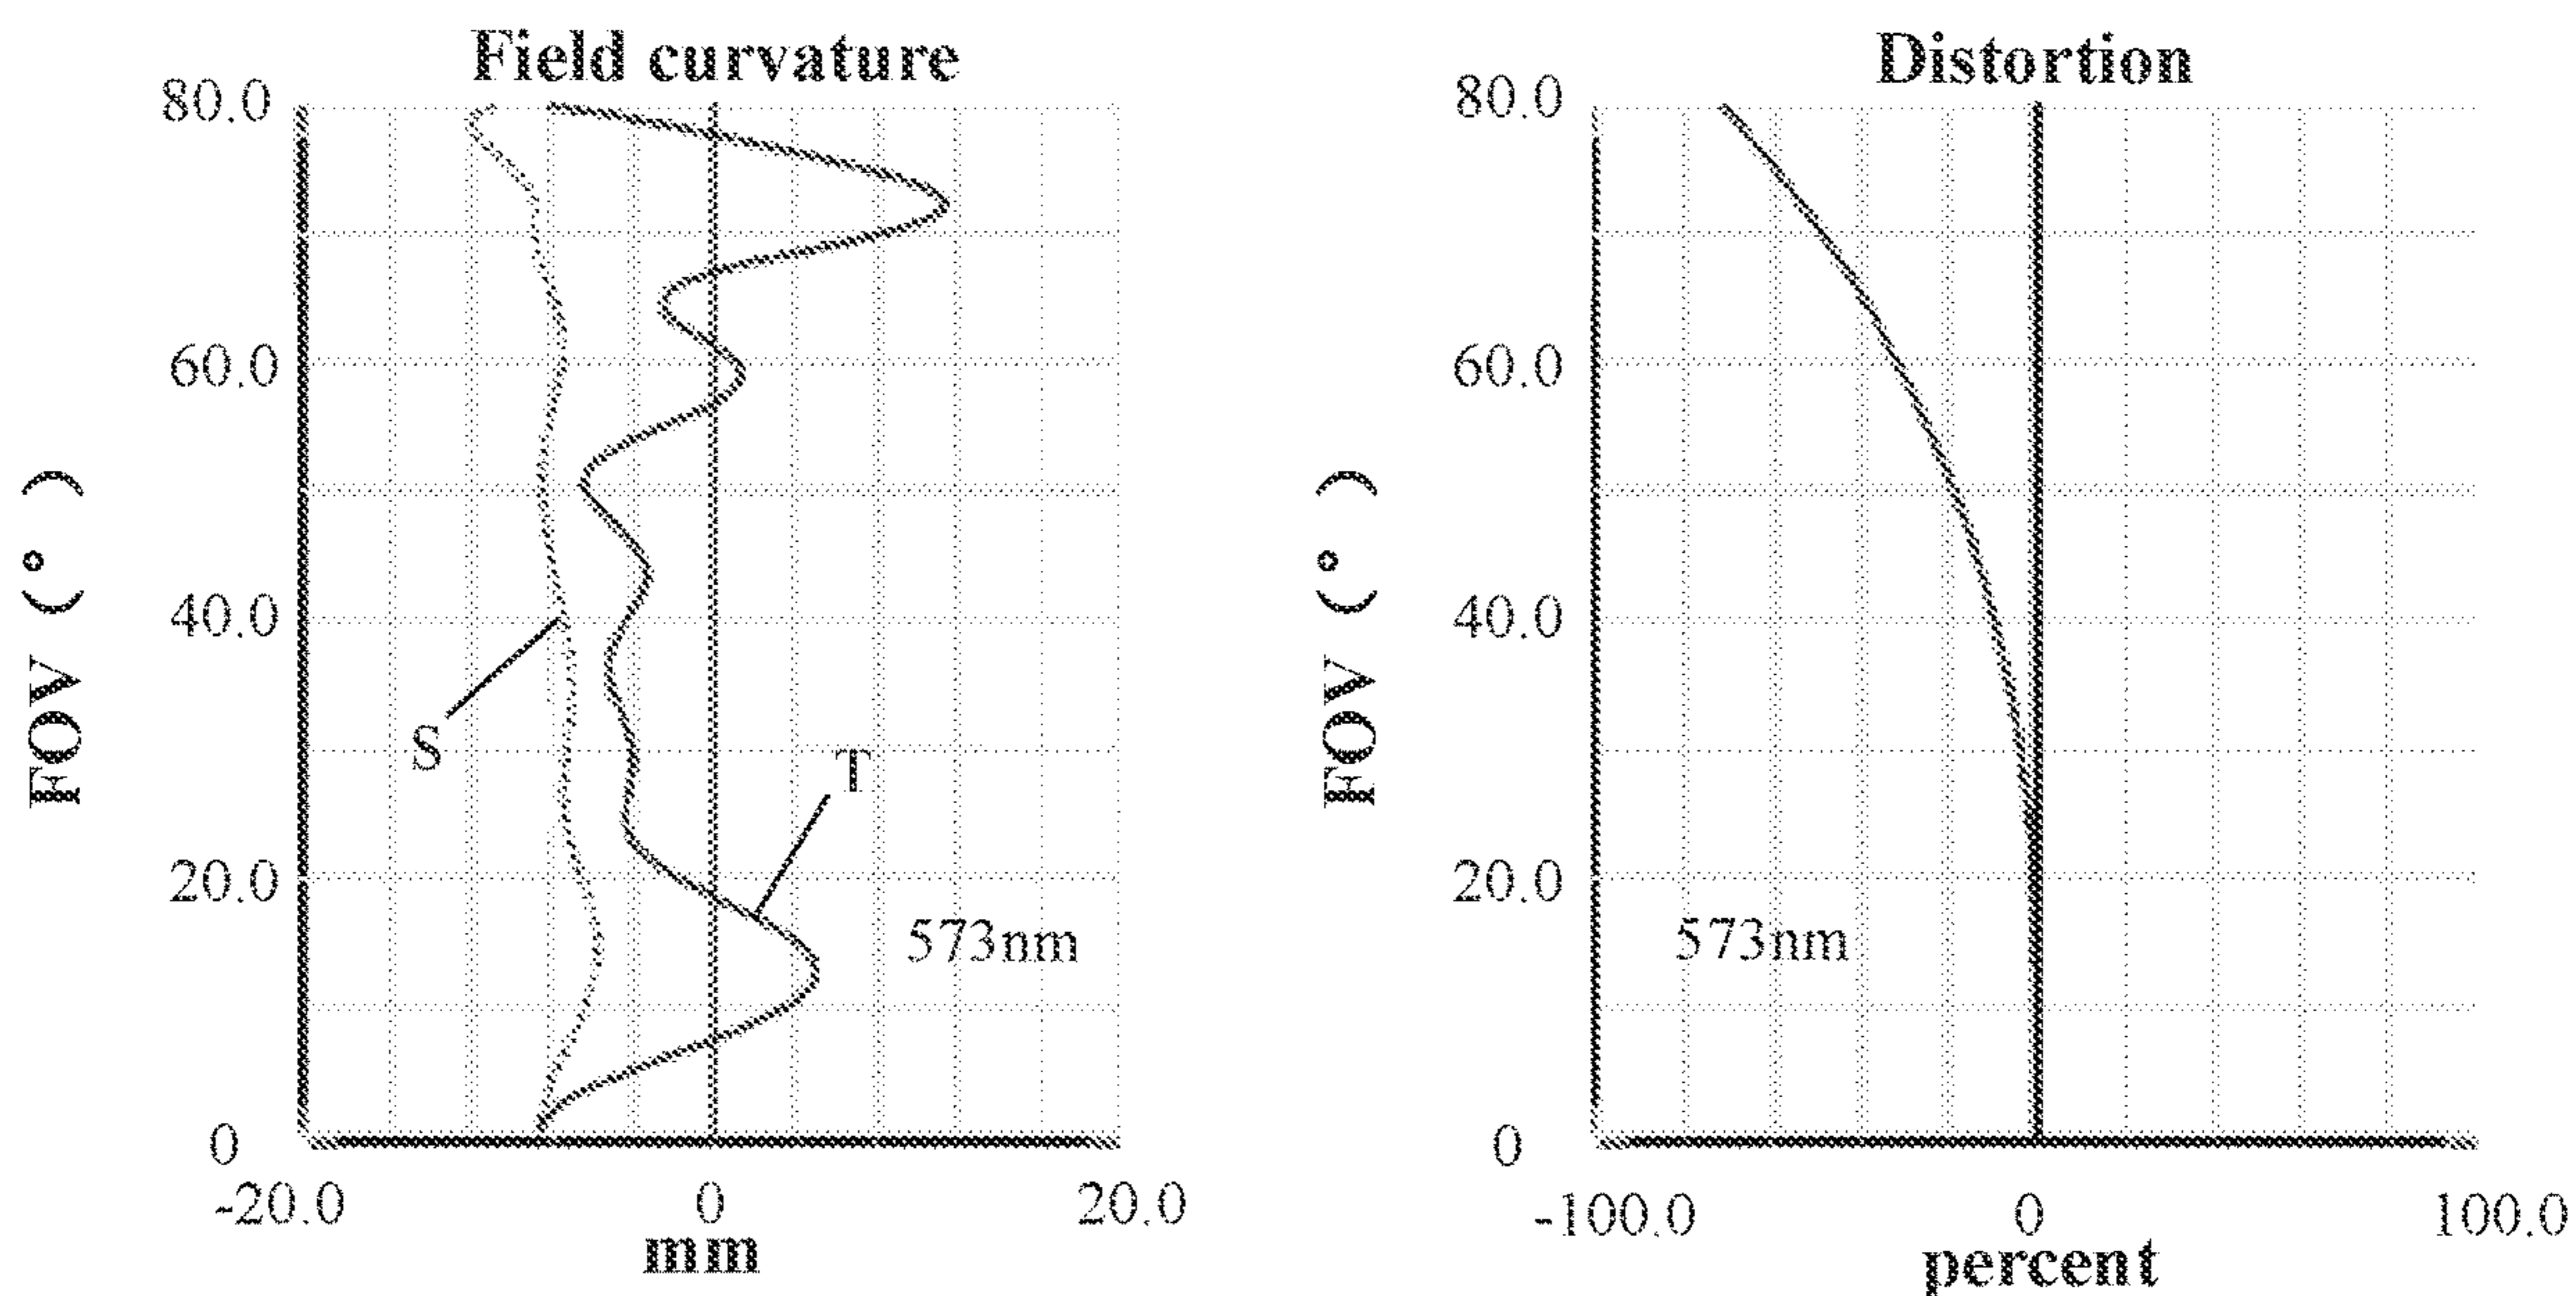 Field curvature
80.0
60.0
40.0
20.0
0
FOV (°)
S
T
573nm
-20.0 0 20.0
mm
Distortion
80.0
60.0
40.0
20.0
0
FOV (°)
573nm
-100.0 0 100.0
percent